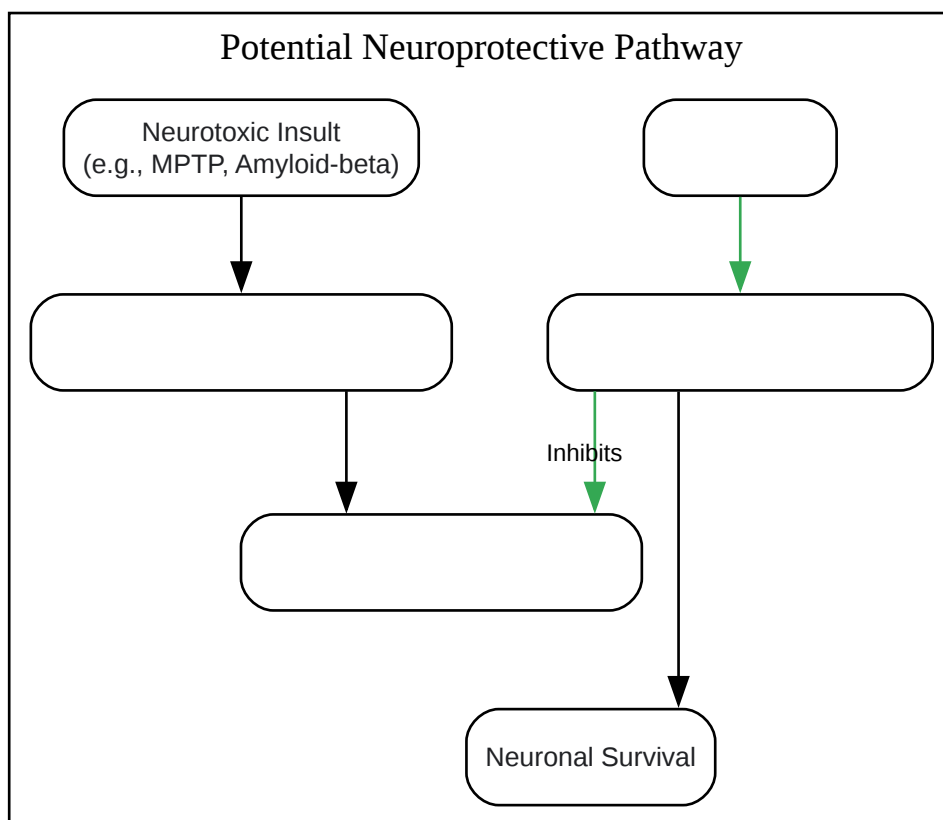 Potential Neuroprotective Pathway
Neurotoxic Insult
(e.g., MPTP, Amyloid-beta)
Inhibits
Neuronal Survival